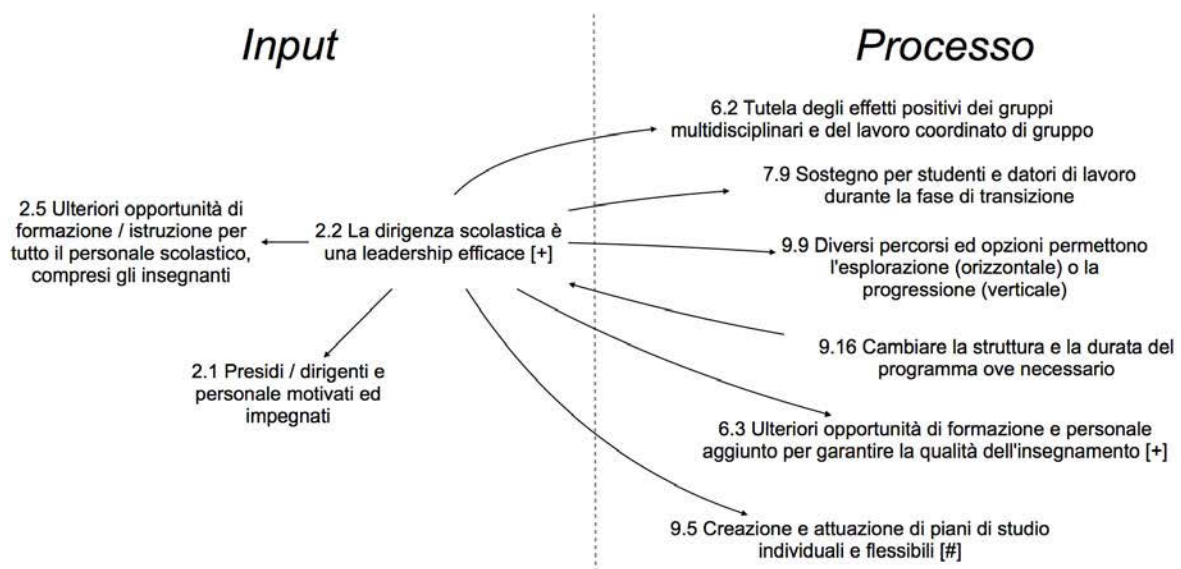 Input
Processo
6.2 Tutela degli effetti positivi dei gruppi
multidisciplinari e del lavoro coordinato di gruppo
7.9 Sostegno per studenti e datori di lavoro
durante la fase di transizione
2.5 Ulteriori opportunità di
formazione / istruzione per
tutto il personale scolastico,
compresi gli insegnanti
2.2 La dirigenza scolastica è
una leadership efficace [+]
9.9 Diversi percorsi ed opzioni permettono
l'esplorazione (orizzontale) o la
progressione (verticale)
9.16 Cambiare la struttura e la durata del
programma ove necessario
2.1 Presidi / dirigenti e
personale motivati ed
impegnati
6.3 Ulteriori opportunità di formazione e personale
aggiunto per garantire la qualità dell'insegnamento [+]
9.5 Creazione e attuazione di piani di studio
individuali e flessibili [#]